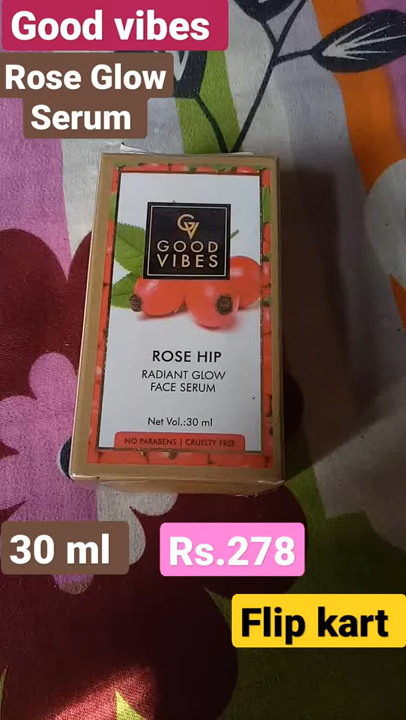 Good vibes
Rose Glow
Serum
GV
GOOD
VIBES
ROSE HIP
RADIANT GLOW
FACE SERUM
Net Vol.:30 ml
NO PARABENS | CRUELTY FREE
30 ml
Rs.278
Flip kart